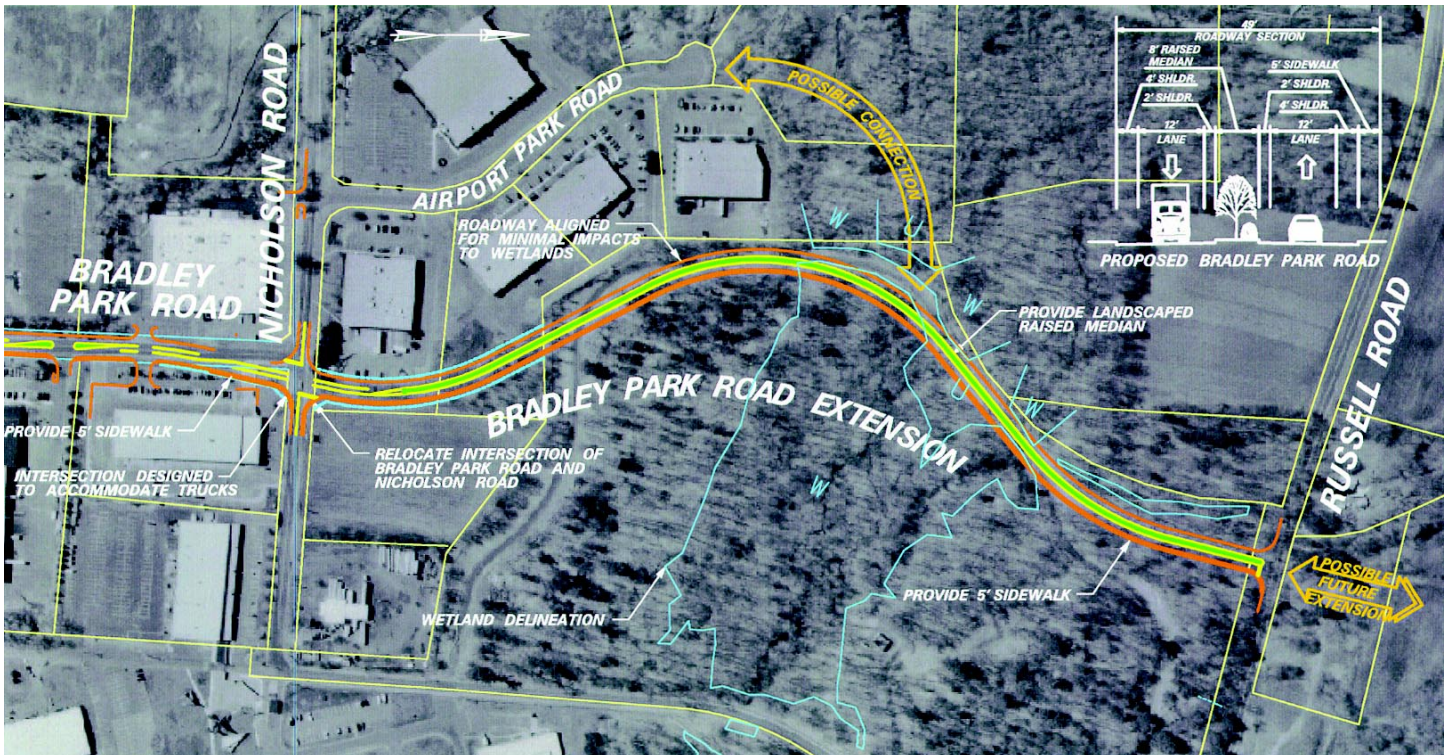 49'
ROADWAY SECTION
8' RAISED
MEDIAN
4' SHLDR.
2' SHLDR.
5' SIDEWALK
2' SHLDR.
4' SHLDR.
12'
LANE
12'
LANE
PROPOSED BRADLEY PARK ROAD
NICHOLSON ROAD
AIRPORT PARK ROAD
POSSIBLE CONNECTION
BRADLEY
PARK ROAD
ROADWAY ALIGNED
FOR MINIMAL IMPACTS
TO WETLANDS
W
W
W
W
W
PROVIDE LANDSCAPED
RAISED MEDIAN
RUSSELL ROAD
BRADLEY PARK ROAD EXTENSION
PROVIDE 5' SIDEWALK
INTERSECTION DESIGNED
TO ACCOMMODATE TRUCKS
RELOCATE INTERSECTION OF
BRADLEY PARK ROAD AND
NICHOLSON ROAD
WETLAND DELINEATION
PROVIDE 5' SIDEWALK
POSSIBLE
FUTURE
EXTENSION